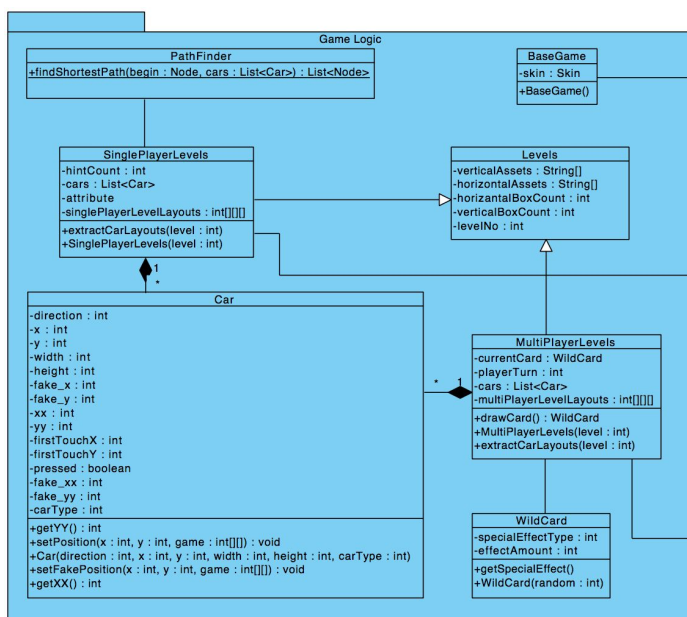 Game Logic
PathFinder
+findShortestPath(begin : Node, cars : List<Car>) : List<Node>
BaseGame
-skin : Skin
+BaseGame()
SinglePlayerLevels
-hintCount : int
-cars : List<Car>
-attribute
-singlePlayerLevelLayouts : int[][][]
+extractCarLayouts(level : int)
+SinglePlayerLevels(level : int)
Levels
-verticalAssets : String[]
-horizontalAssets : String[]
-horizantalBoxCount : int
-verticalBoxCount : int
-levelNo : int
1
*
Car
-direction : int
-x : int
-y : int
-width : int
-height : int
-fake_x : int
-fake_y : int
-xx : int
-yy : int
-firstTouchX : int
-firstTouchY : int
-pressed : boolean
-fake_xx : int
-fake_yy : int
-carType : int
+getYY() : int
+setPosition(x : int, y : int, game : int[][]) : void
+Car(direction : int, x : int, y : int, width : int, height : int, carType : int)
+setFakePosition(x : int, y : int, game : int[][]) : void
+getXX() : int
* 1
MultiPlayerLevels
-currentCard : WildCard
-playerTurn : int
-cars : List<Car>
-multiPlayerLevelLayouts : int[][][]
+drawCard() : WildCard
+MultiPlayerLevels(level : int)
+extractCarLayouts(level : int)
WildCard
-specialEffectType : int
-effectAmount : int
+getSpecialEffect()
+WildCard(random : int)